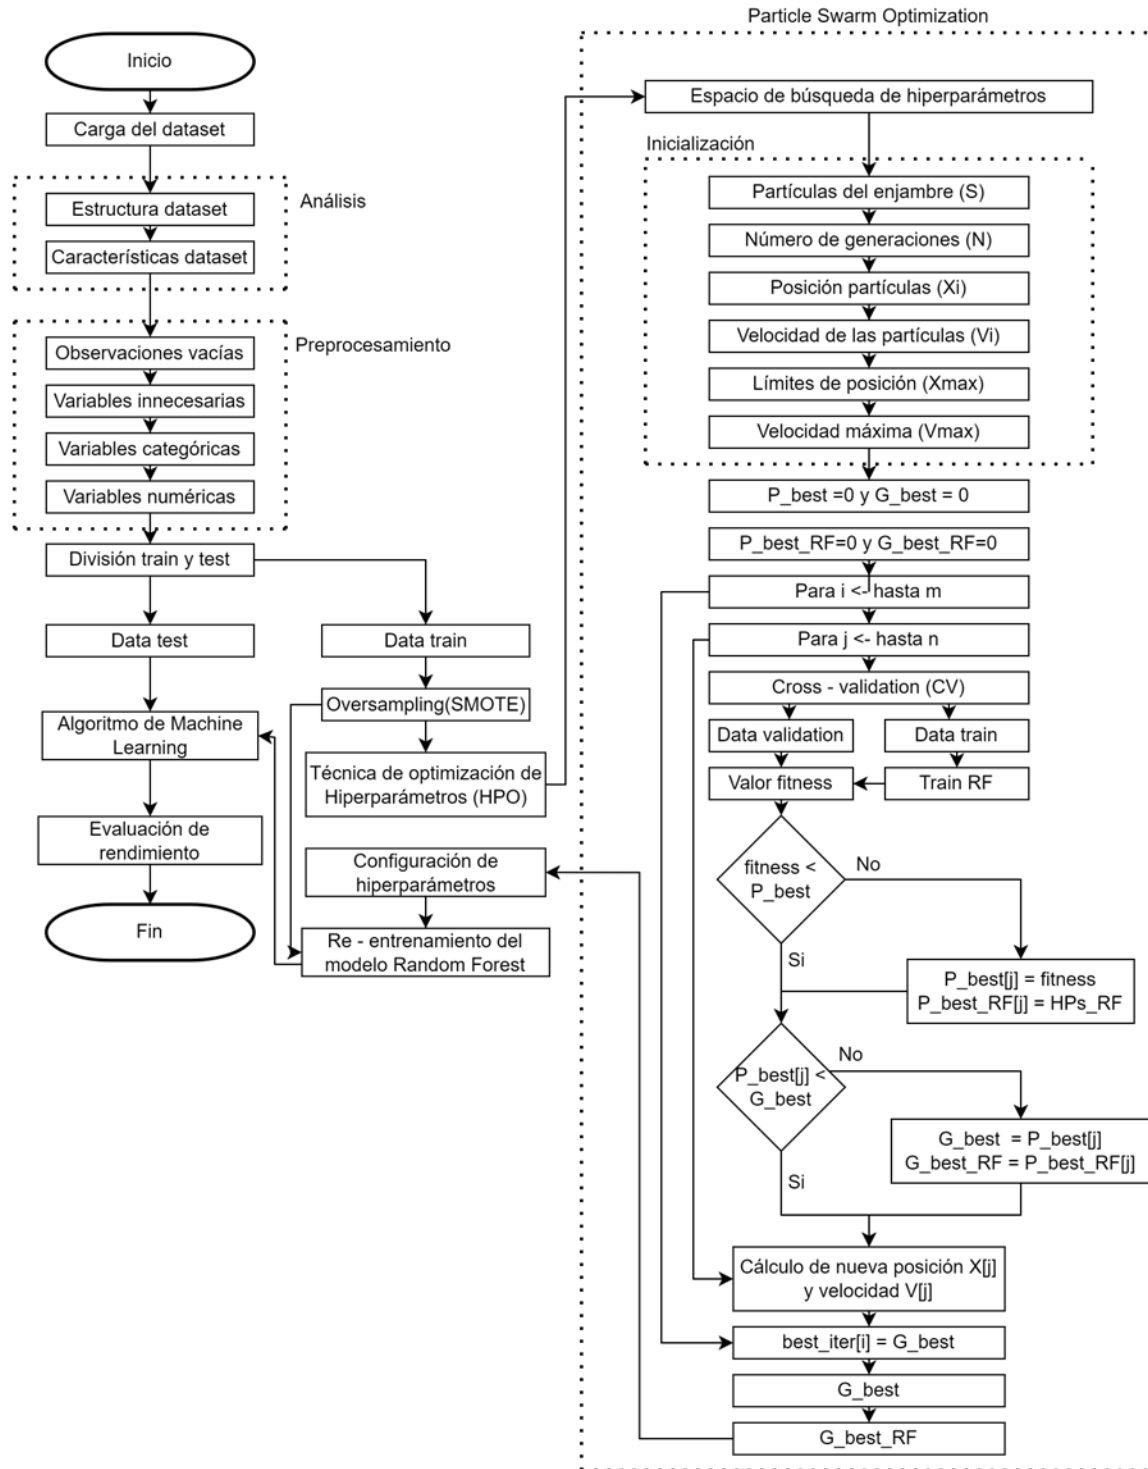 Particle Swarm Optimization
Inicio
Carga del dataset
Análisis
Estructura dataset
Características dataset
Preprocesamiento
Observaciones vacías
Variables innecesarias
Variables categóricas
Variables numéricas
División train y test
Data test
Data train
Oversampling(SMOTE)
Algoritmo de Machine
Learning
Técnica de optimización de
Hiperparámetros (HPO)
Evaluación de
rendimiento
Configuración de
hiperparámetros
Fin
Re - entrenamiento del
modelo Random Forest
Espacio de búsqueda de hiperparámetros
Inicialización
Partículas del enjambre (S)
Número de generaciones (N)
Posición partículas (Xi)
Velocidad de las partículas (Vi)
Límites de posición (Xmax)
Velocidad máxima (Vmax)
P_best =0 y G_best = 0
P_best_RF=0 y G_best_RF=0
Para i <- hasta m
Para j <- hasta n
Cross - validation (CV)
Data validation
Data train
Valor fitness
Train RF
fitness <
P_best
No
Si
P_best[j] = fitness
P_best_RF[j] = HPs_RF
P_best[j] <
G_best
No
Si
G_best = P_best[j]
G_best_RF = P_best_RF[j]
Cálculo de nueva posición X[j]
y velocidad V[j]
best_iter[i] = G_best
G_best
G_best_RF